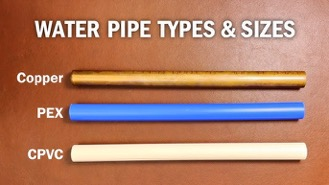 WATER PIPE TYPES & SIZES
Copper
PEX
CPVC